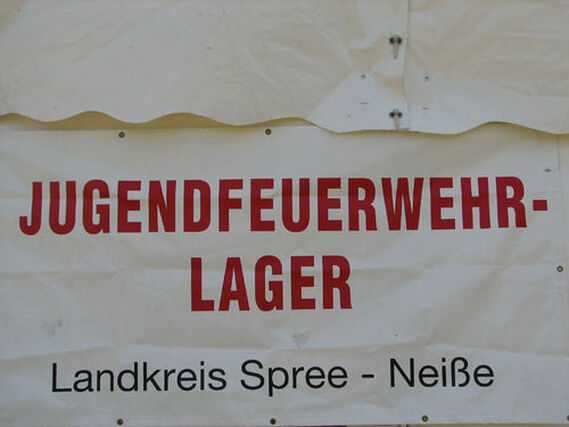 JUGENDFEUERWEHR-
LAGER
Landkreis Spree - Neiße